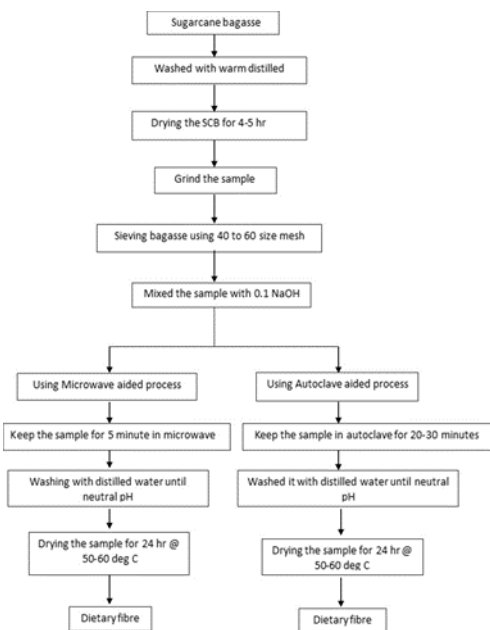 Sugarcane bagasse
Washed with warm distilled
Drying the SCB for 4-5 hr
Grind the sample
Sieving bagasse using 40 to 60 size mesh
Mixed the sample with 0.1 NaOH
Using Microwave aided process
Keep the sample for 5 minute in microwave
Washing with distilled water until
neutral pH
Drying the sample for 24 hr @
50-60 deg C
Dietary fibre
Using Autoclave aided process
Keep the sample in autoclave for 20-30 minutes
Washed it with distilled water until neutral
pH
Drying the sample for 24 hr @
50-60 deg C
Dietary fibre